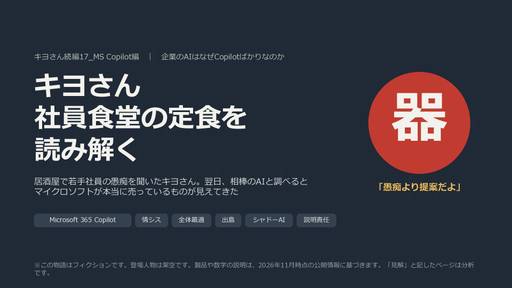 キヨさん続編17_MS Copilot編　｜　企業のAIはなぜCopilotばかりなのか
キヨさん
社員食堂の定食を
読み解く
器
「愚痴より提案だよ」
居酒屋で若手社員の愚痴を聞いたキヨさん。翌日、相棒のAIと調べると
マイクロソフトが本当に売っているものが見えてきた
Microsoft 365 Copilot
情シス
全体最適
出島
シャドーAI
説明責任
※この物語はフィクションです。登場人物は架空です。製品や数字の説明は、2026年11月時点の公開情報に基づきます。「見解」と記したページは分析
です。